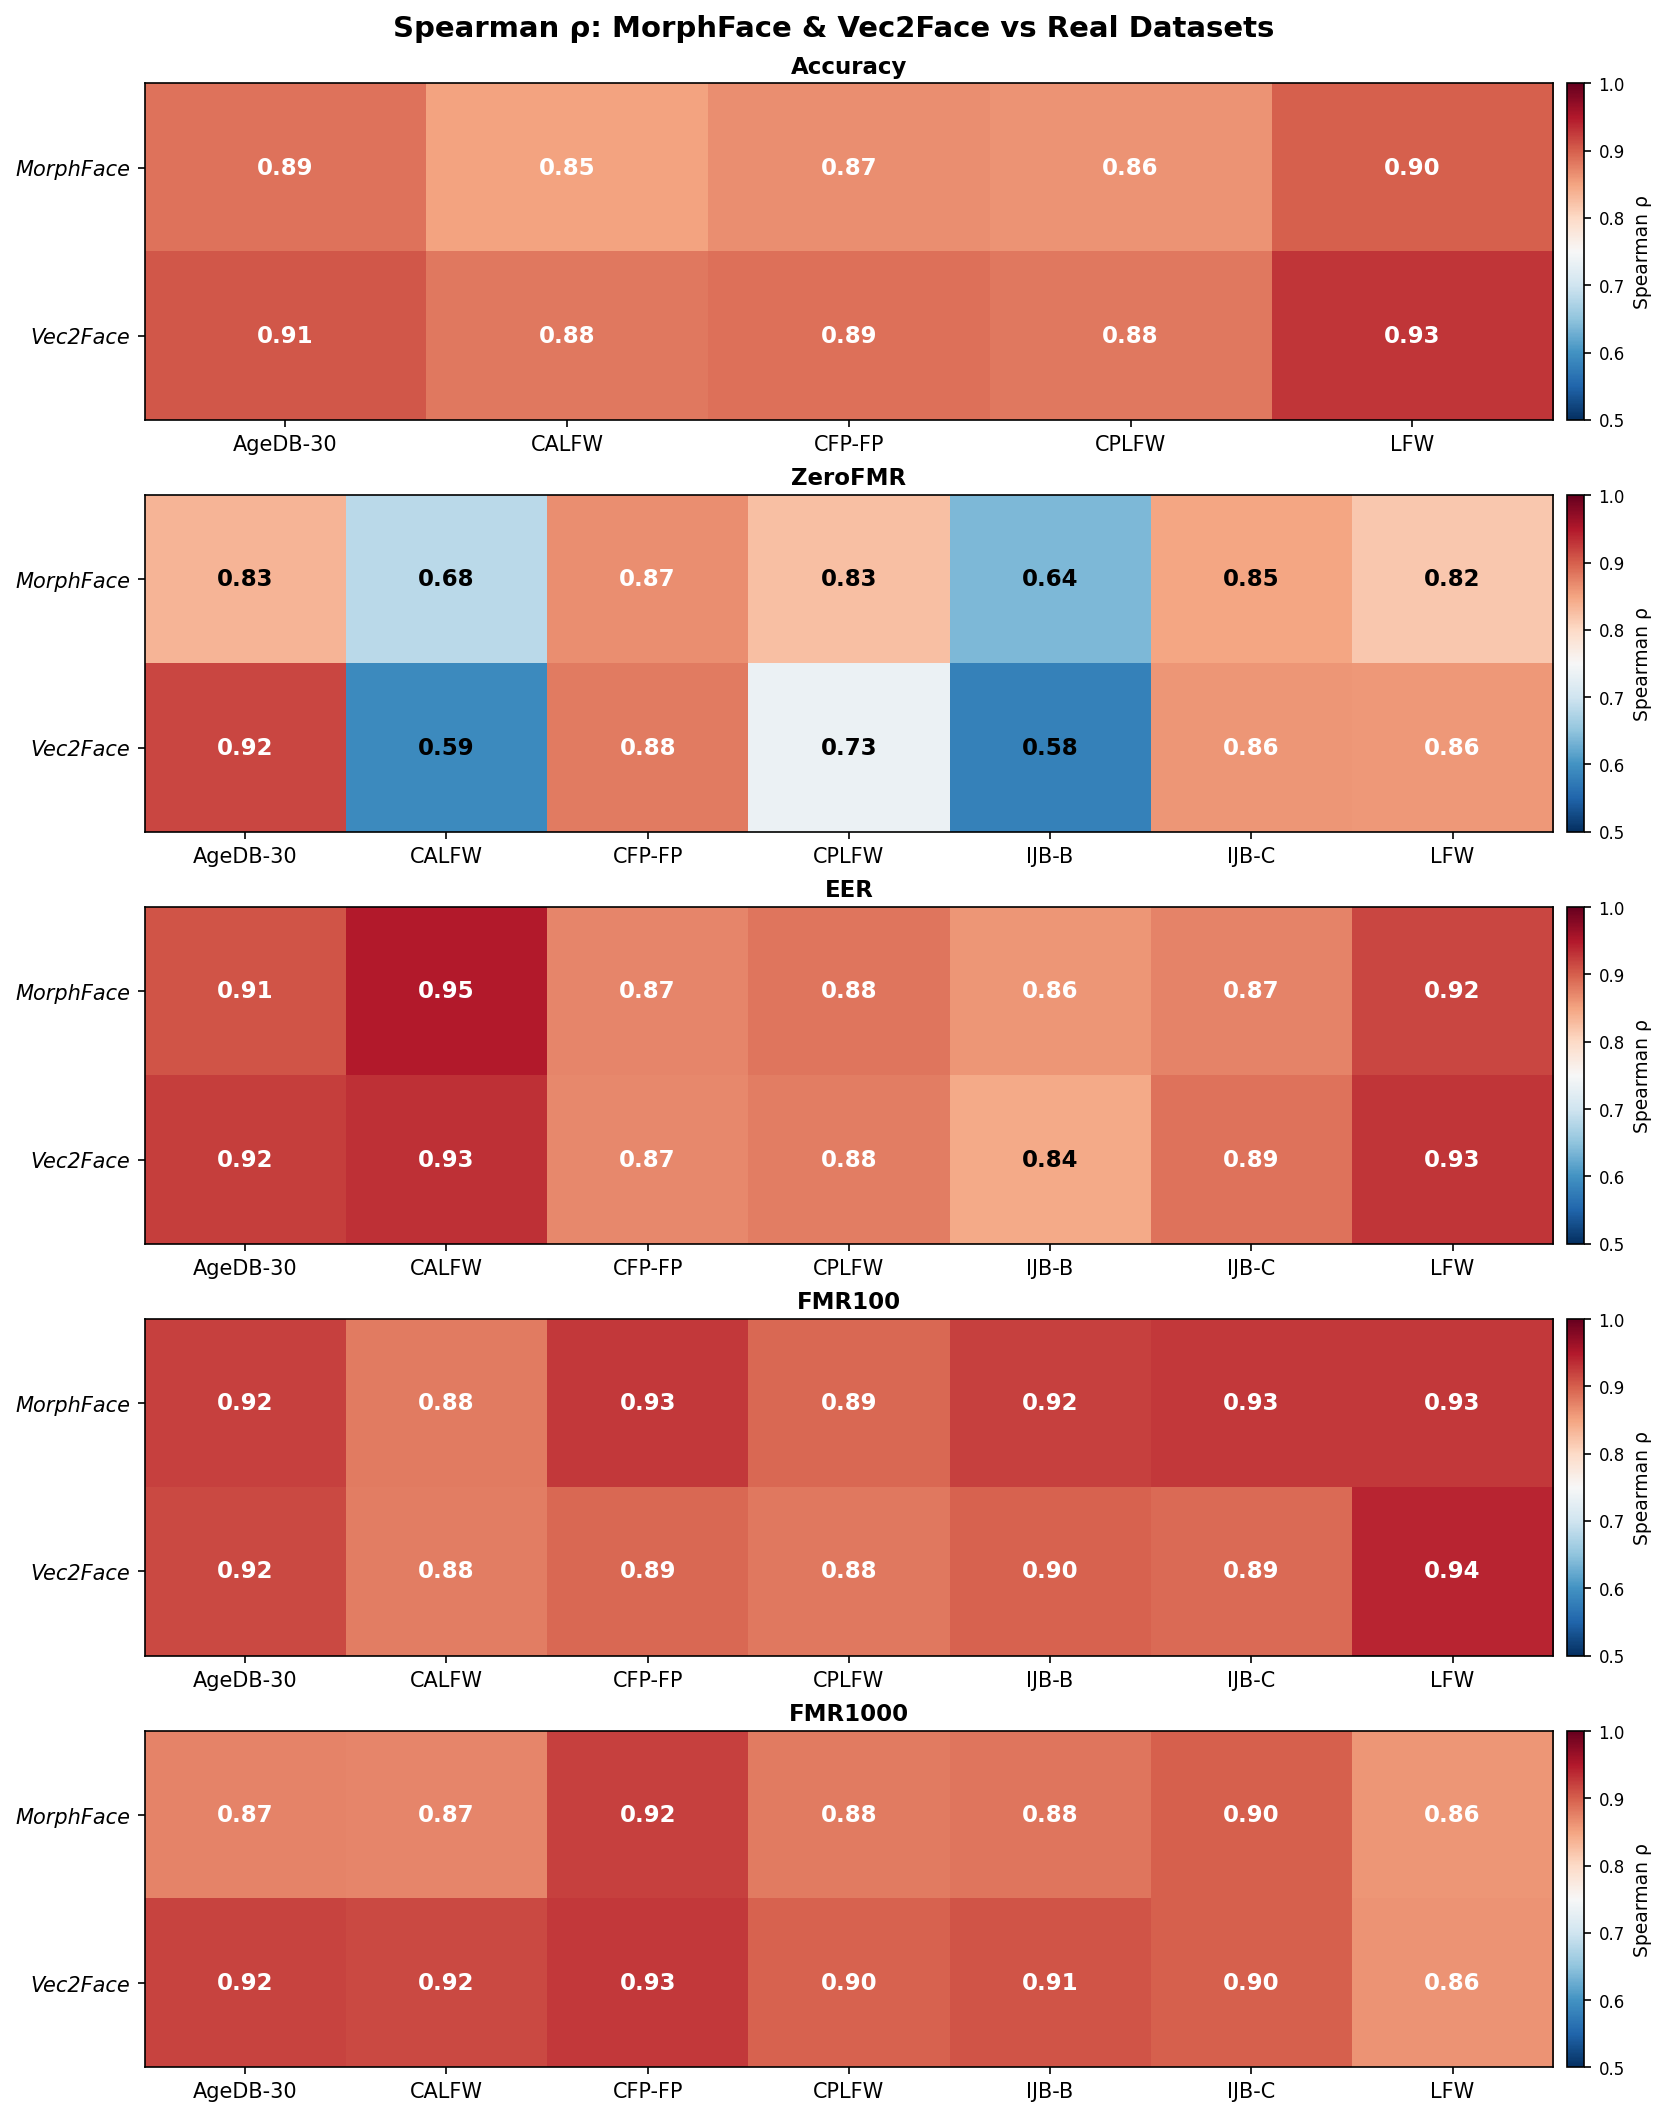 Spearman ρ: MorphFace & Vec2Face vs Real Datasets
Accuracy
MorphFace 0.89 0.85 0.87 0.86 0.90
Vec2Face 0.91 0.88 0.89 0.88 0.93
AgeDB-30 CALFW CFP-FP CPLFW LFW
1.0
0.9
0.8
0.7
0.6
0.5
Spearman ρ
ZeroFMR
MorphFace 0.83 0.68 0.87 0.83 0.64 0.85 0.82
Vec2Face 0.92 0.59 0.88 0.73 0.58 0.86 0.86
AgeDB-30 CALFW CFP-FP CPLFW IJB-B IJB-C LFW
1.0
0.9
0.8
0.7
0.6
0.5
Spearman ρ
EER
MorphFace 0.91 0.95 0.87 0.88 0.86 0.87 0.92
Vec2Face 0.92 0.93 0.87 0.88 0.84 0.89 0.93
AgeDB-30 CALFW CFP-FP CPLFW IJB-B IJB-C LFW
1.0
0.9
0.8
0.7
0.6
0.5
Spearman ρ
FMR100
MorphFace 0.92 0.88 0.93 0.89 0.92 0.93 0.93
Vec2Face 0.92 0.88 0.89 0.88 0.90 0.89 0.94
AgeDB-30 CALFW CFP-FP CPLFW IJB-B IJB-C LFW
1.0
0.9
0.8
0.7
0.6
0.5
Spearman ρ
FMR1000
MorphFace 0.87 0.87 0.92 0.88 0.88 0.90 0.86
Vec2Face 0.92 0.92 0.93 0.90 0.91 0.90 0.86
AgeDB-30 CALFW CFP-FP CPLFW IJB-B IJB-C LFW
1.0
0.9
0.8
0.7
0.6
0.5
Spearman ρ